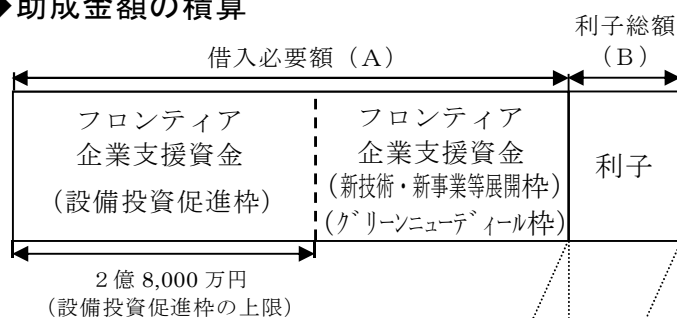 ◆助成金額の積算
利子総額
（B）
借入必要額（A）
フロンティア
企業支援資金
（設備投資促進枠）
フロンティア
企業支援資金
（新技術・新事業等展開枠）
（ｸﾞﾘｰﾝﾆｭｰﾃﾞｨｰﾙ枠）
利子
２億 8,000 万円
（設備投資促進枠の上限）